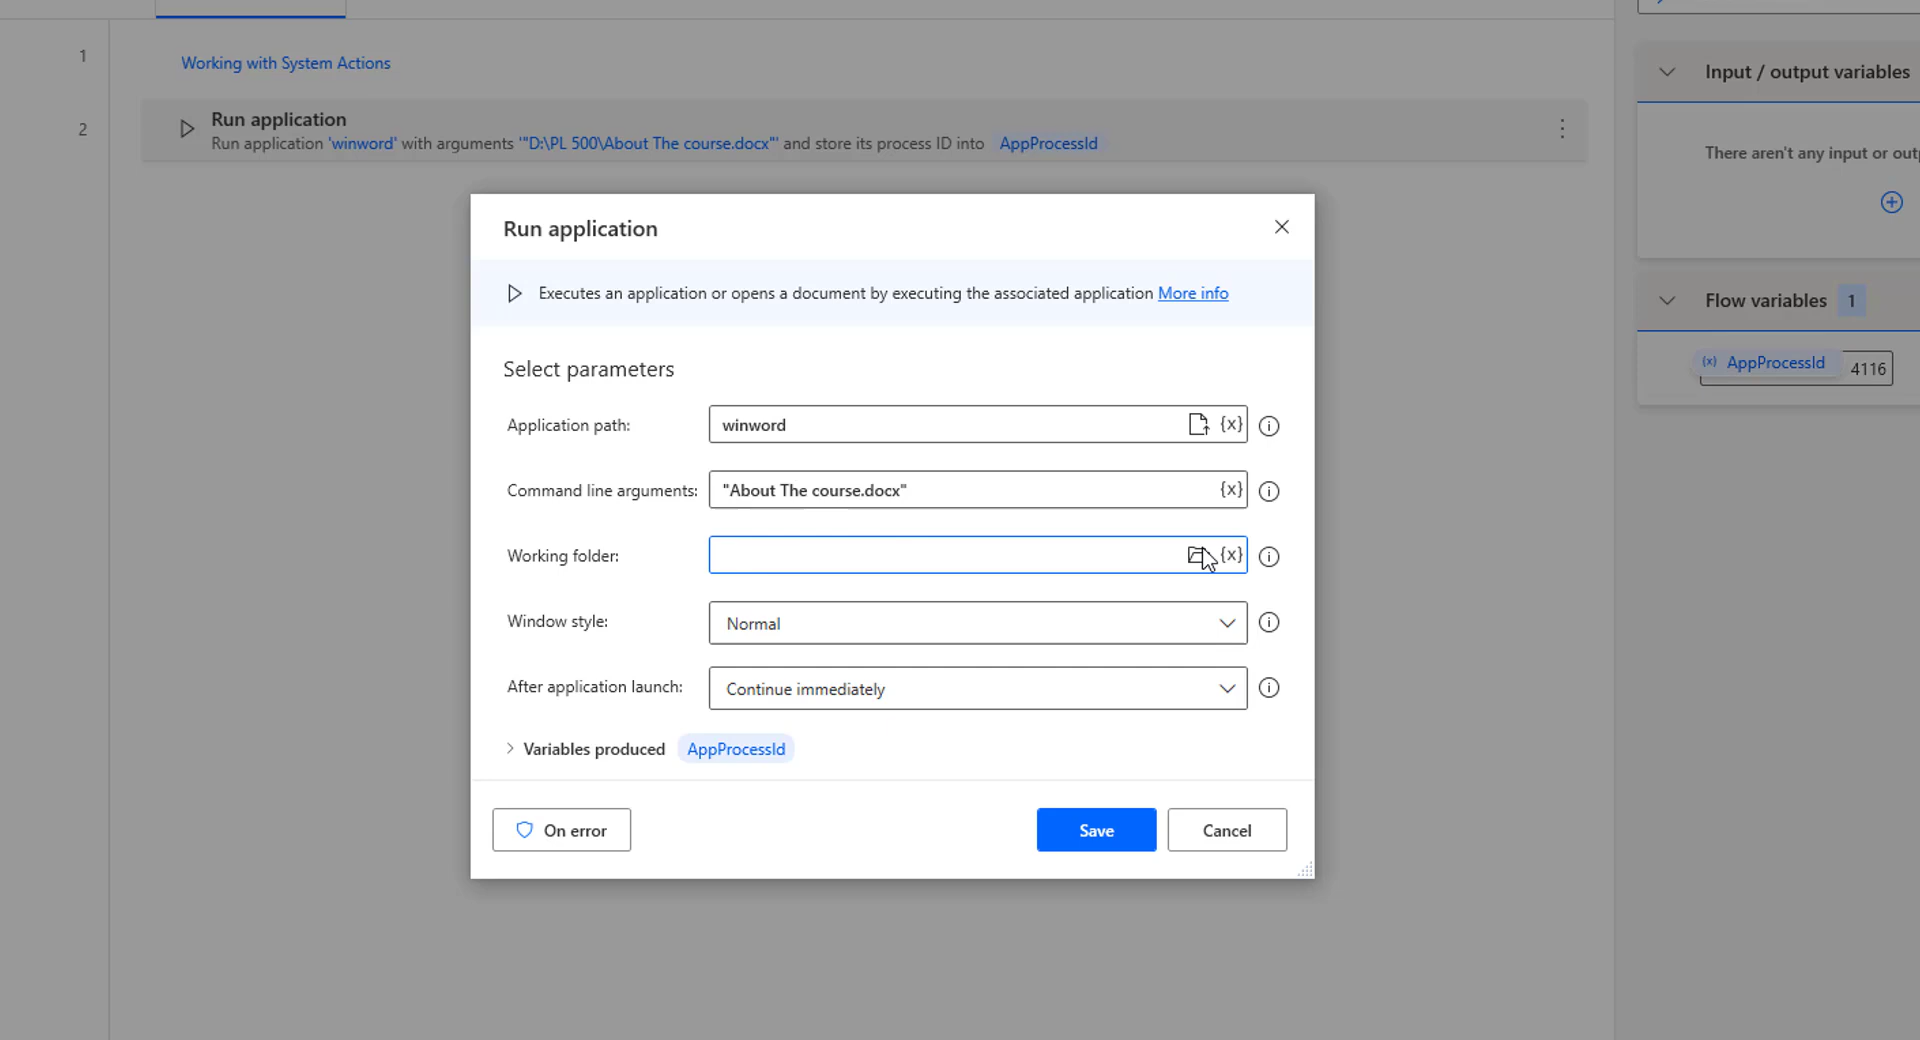 1
Working with System Actions
2
Run application
Run application 'winword' with arguments '"D:\PL 500\About The course.docx"' and store its process ID into AppProcessId
Run application
Executes an application or opens a document by executing the associated application More info
Select parameters
Application path:
winword
{x}
Command line arguments:
"About The course.docx"
{x}
Working folder:
{x}
Window style:
Normal
After application launch:
Continue immediately
Variables produced AppProcessId
On error
Save
Cancel
Input / output variables
There aren't any input or outp
Flow variables 1
(x) AppProcessId 4116